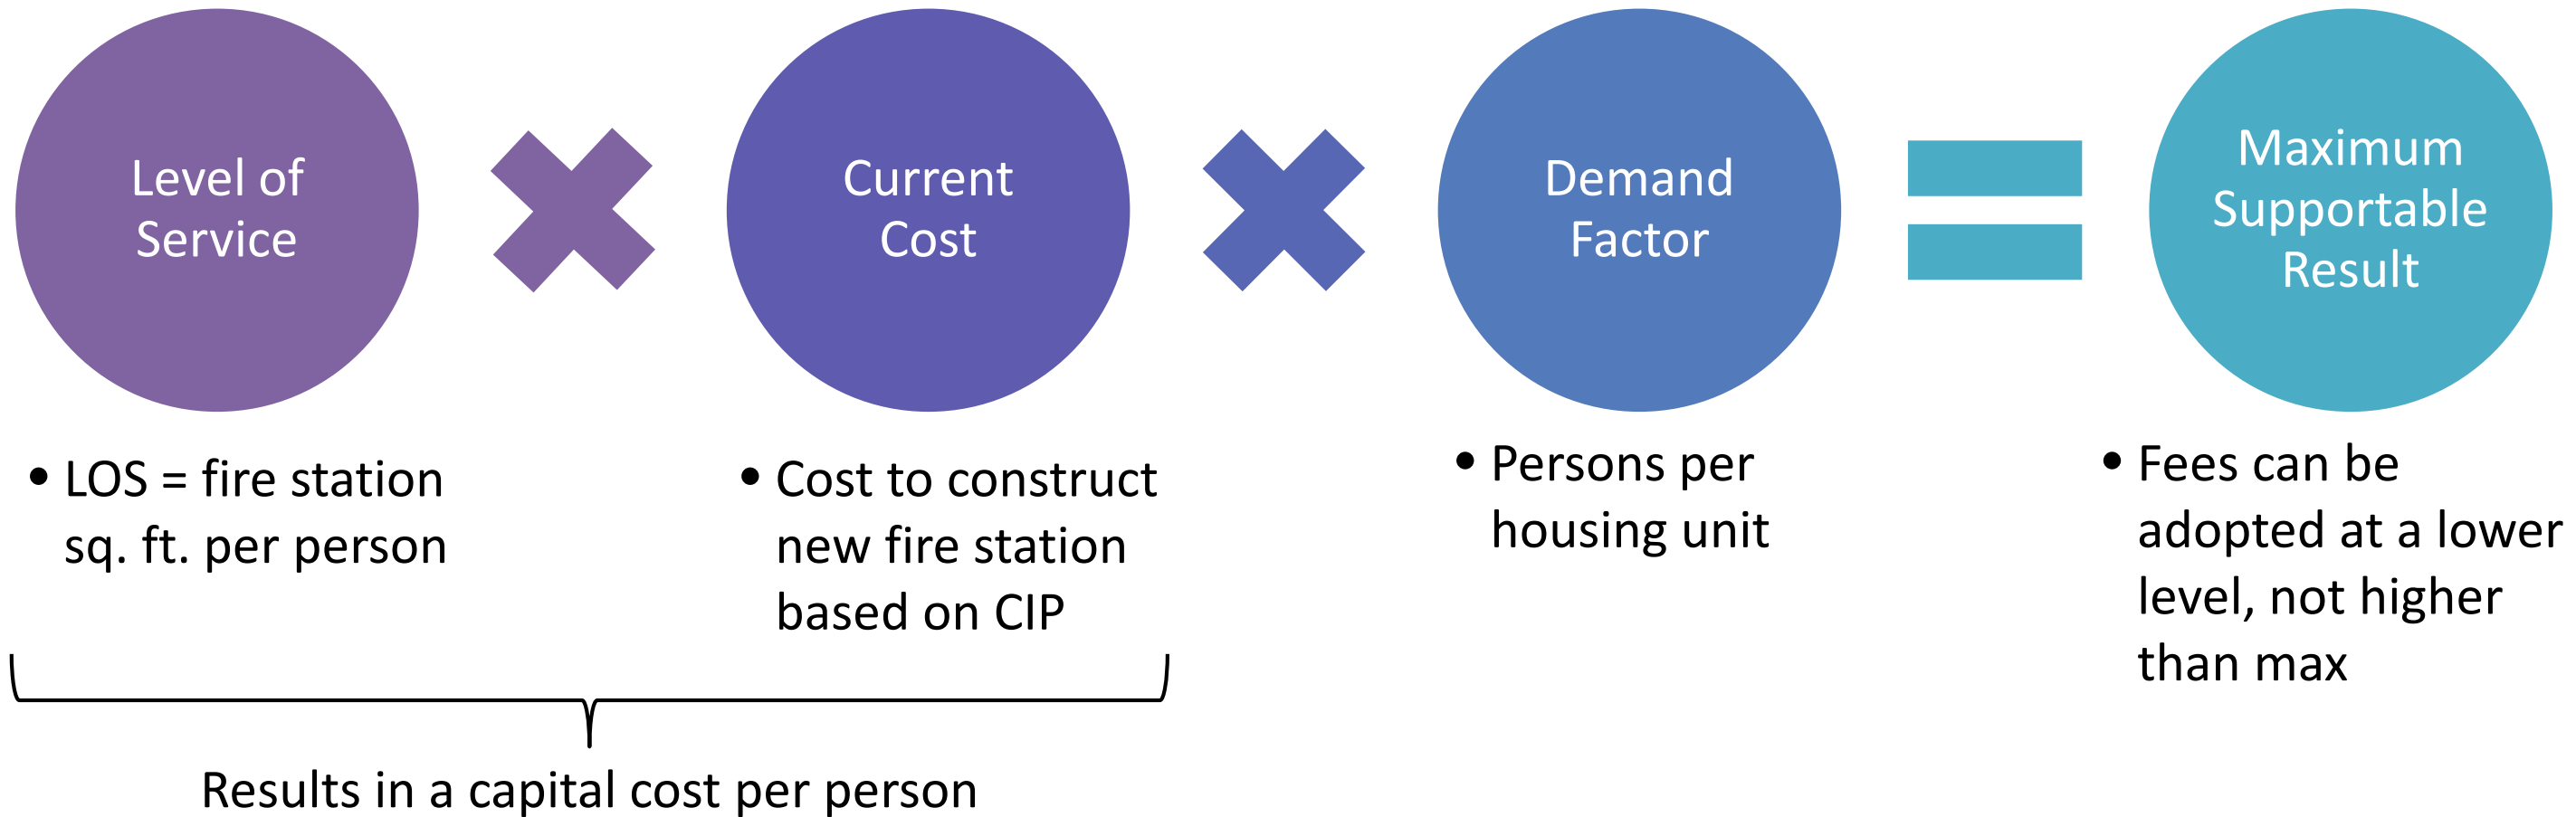 Level of
Service
Current
Cost
Demand
Factor
Maximum
Supportable
Result
• LOS = fire station
sq. ft. per person
• Cost to construct
new fire station
based on CIP
• Persons per
housing unit
• Fees can be
adopted at a lower
level, not higher
than max
Results in a capital cost per person